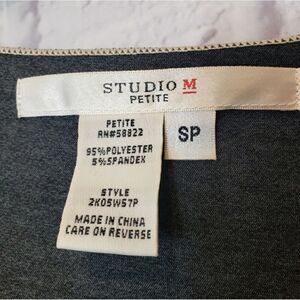 STUDIO M
PETITE
PETITE
RN#58822
SP
95%POLYESTER
5%SPANDEX
STYLE
2K05W57P
MADE IN CHINA
CARE ON REVERSE